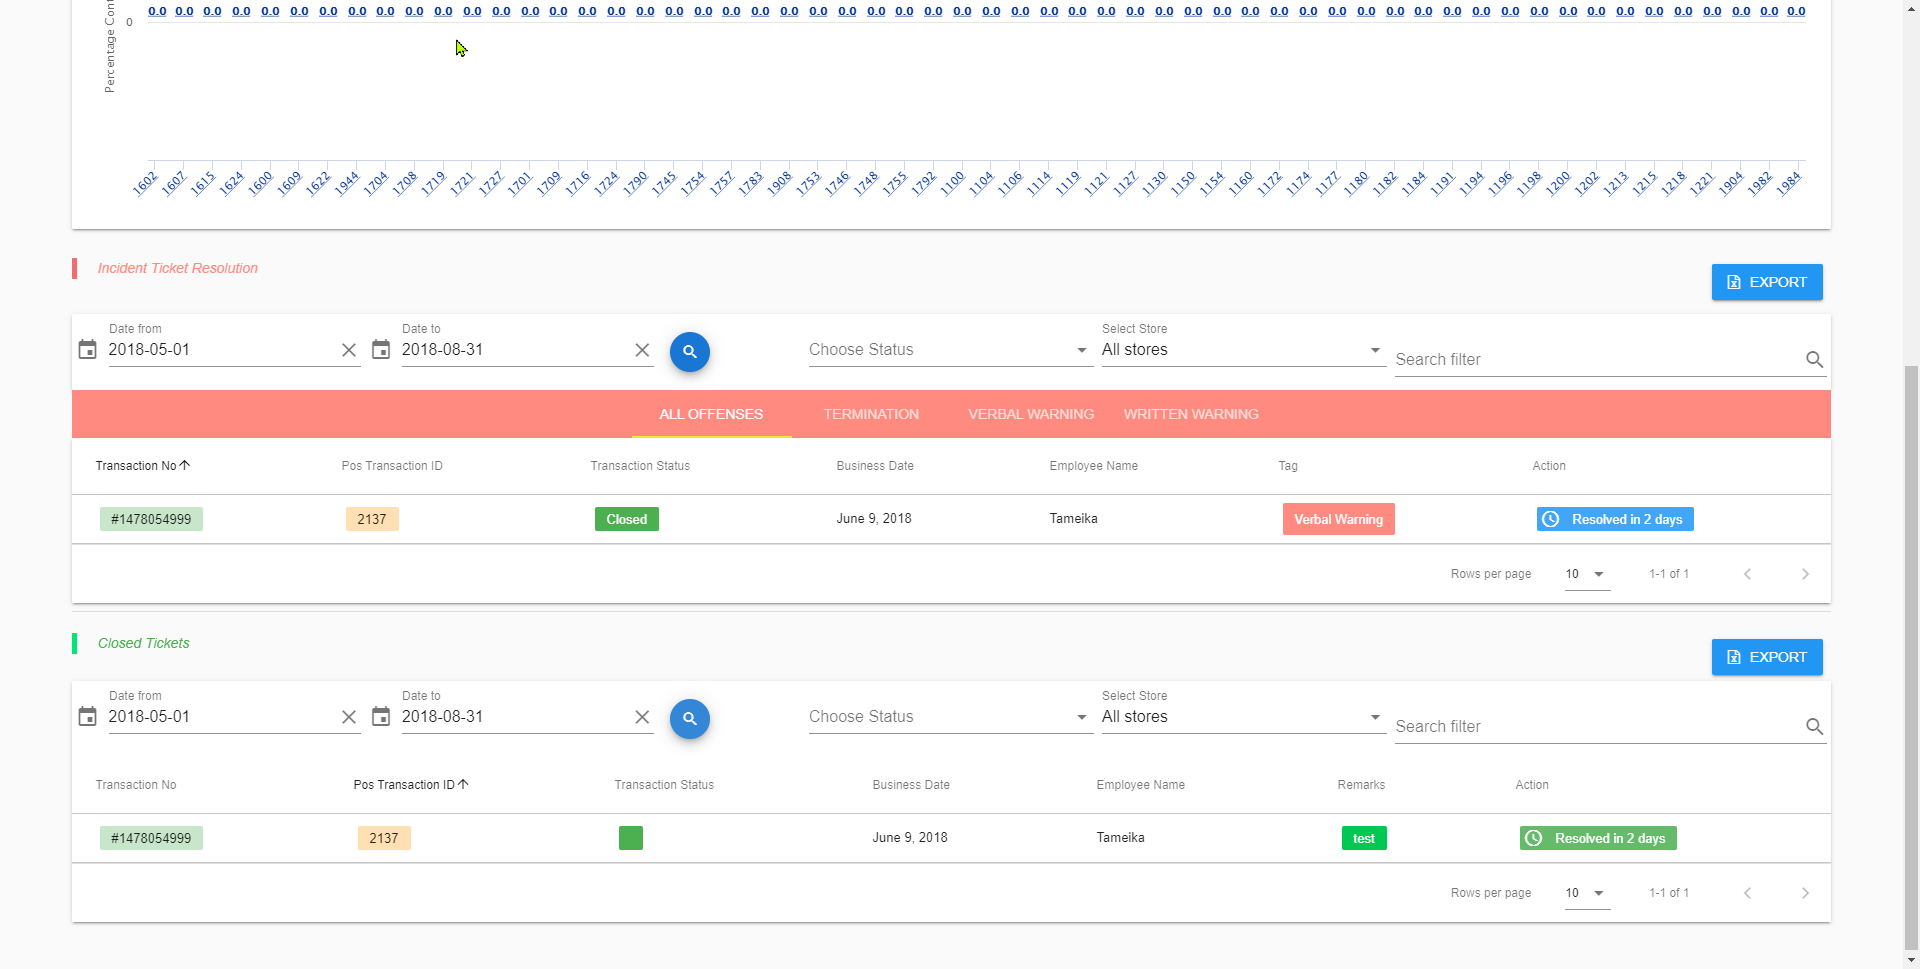 0.0 0.0 0.0 0.0 0.0 0.0 0.0 0.0 0.0 0.0 0.0 0.0 0.0 0.0 0.0 0.0 0.0 0.0 0.0 0.0 0.0 0.0 0.0 0.0 0.0 0.0 0.0 0.0 0.0 0.0 0.0 0.0 0.0 0.0 0.0 0.0 0.0 0.0 0.0 0.0 0.0 0.0 0.0 0.0 0.0 0.0 0.0 0.0 0.0 0.0 0.0 0.0 0.0 0.0 0.0 0.0 0.0 0.0
0
Percentage
1602 1607 1615 1624 1600 1609 1622 1944 1704 1708 1719 1721 1727 1701 1709 1716 1724 1790 1745 1754 1757 1783 1908 1753 1746 1748 1755 1792 1100 1104 1106 1114 1119 1121 1127 1130 1150 1154 1160 1172 1174 1177 1180 1182 1184 1191 1194 1196 1198 1200 1202 1213 1215 1218 1221 1904 1982 1984
Incident Ticket Resolution
EXPORT
Date from
Date to
Select Store
2018-05-01
2018-08-31
Choose Status
All stores
Search filter
ALL OFFENSES TERMINATION VERBAL WARNING WRITTEN WARNING
Transaction No Pos Transaction ID Transaction Status Business Date Employee Name Tag Action
#1478054999 2137 Closed June 9, 2018 Tameika Verbal Warning Resolved in 2 days
Rows per page 10 1-1 of 1
Closed Tickets
EXPORT
Date from
Date to
Select Store
2018-05-01
2018-08-31
Choose Status
All stores
Search filter
Transaction No Pos Transaction ID Transaction Status Business Date Employee Name Remarks Action
#1478054999 2137 June 9, 2018 Tameika test Resolved in 2 days
Rows per page 10 1-1 of 1